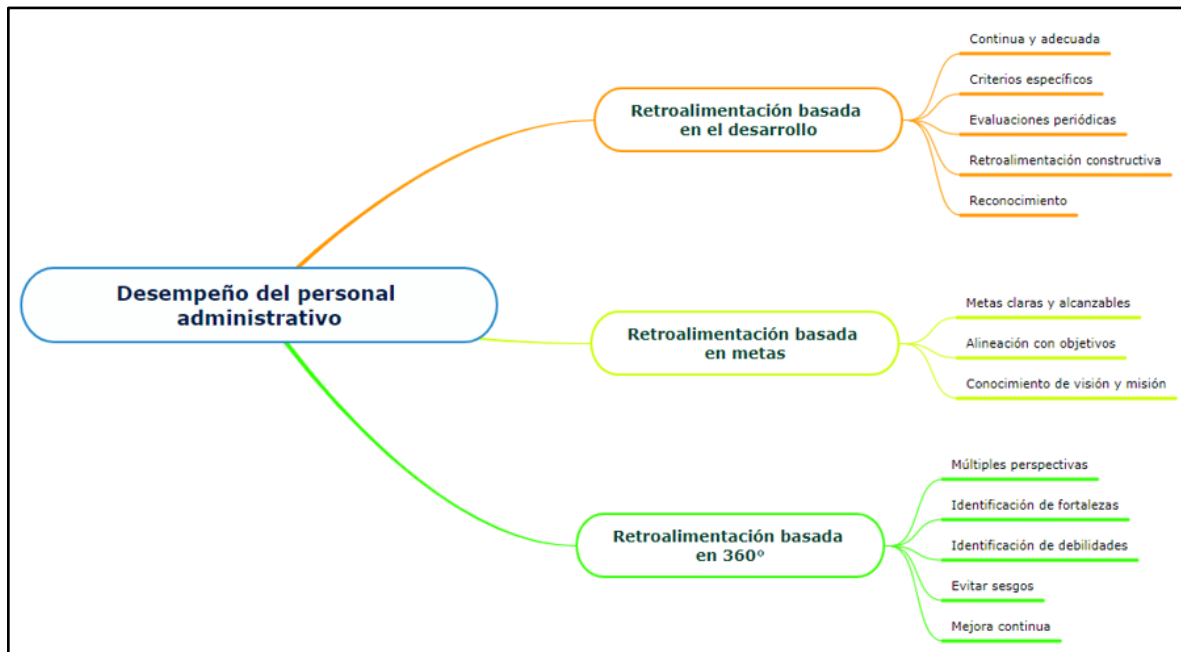 Desempeño del personal
administrativo
Retroalimentación basada
en el desarrollo
Continua y adecuada
Criterios específicos
Evaluaciones periódicas
Retroalimentación constructiva
Reconocimiento
Retroalimentación basada
en metas
Metas claras y alcanzables
Alineación con objetivos
Conocimiento de visión y misión
Retroalimentación basada
en 360°
Múltiples perspectivas
Identificación de fortalezas
Identificación de debilidades
Evitar sesgos
Mejora continua